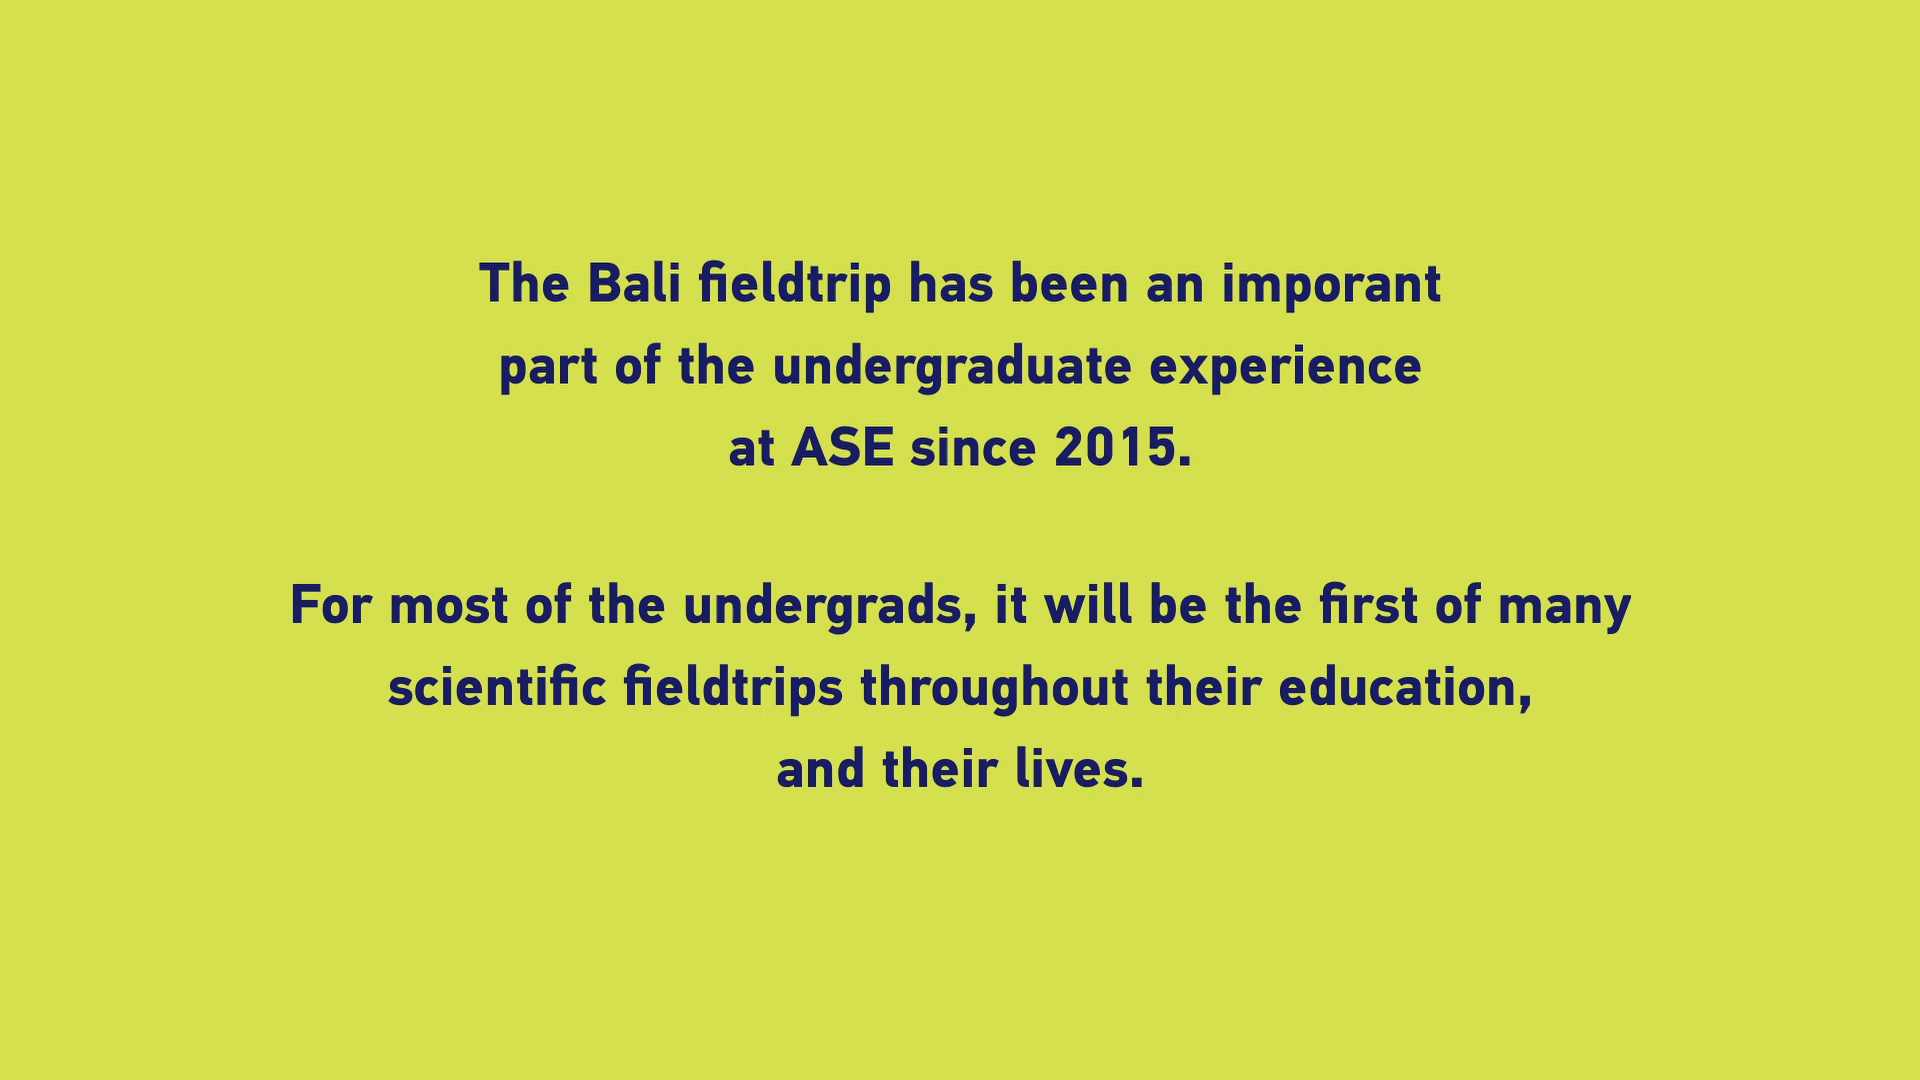 The Bali fieldtrip has been an imporant
part of the undergraduate experience
at ASE since 2015.
For most of the undergrads, it will be the first of many
scientific fieldtrips throughout their education,
and their lives.